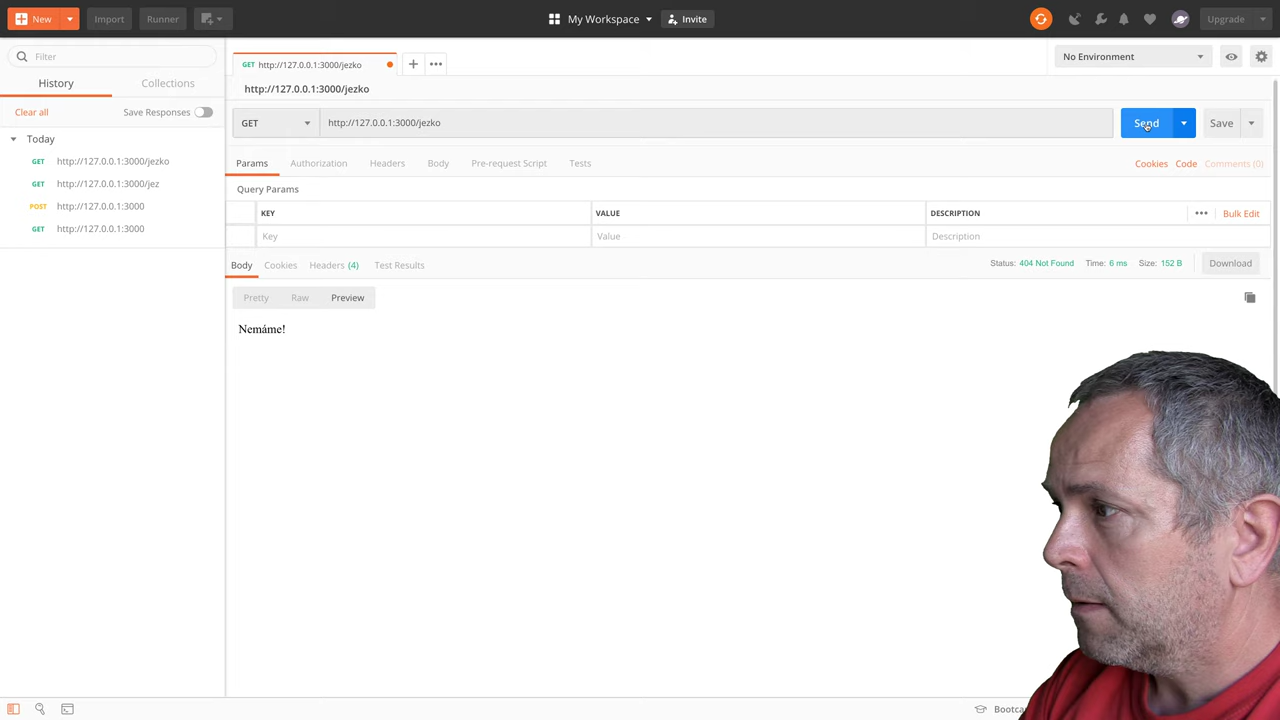 New
Import
Runner
My Workspace
Invite
Upgrade
Filter
History
Collections
Clear all
Save Responses
Today
GET http://127.0.0.1:3000/jezko
GET http://127.0.0.1:3000/jez
POST http://127.0.0.1:3000
GET http://127.0.0.1:3000
GET http://127.0.0.1:3000/jezko
No Environment
http://127.0.0.1:3000/jezko
GET http://127.0.0.1:3000/jezko Send Save
Params Authorization Headers Body Pre-request Script Tests Cookies Code Comments (0)
Query Params
KEY VALUE DESCRIPTION Bulk Edit
Key Value Description
Body Cookies Headers (4) Test Results Status: 404 Not Found Time: 6 ms Size: 152 B Download
Pretty Raw Preview
Nemáme!